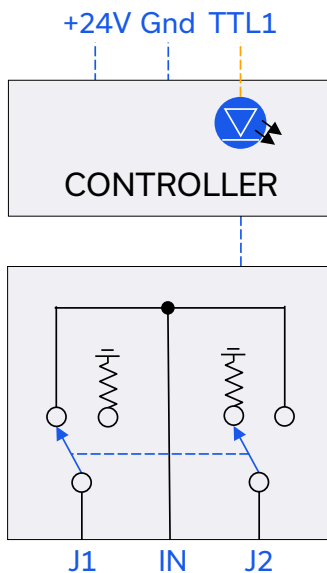 +24V Gnd TTL1
CONTROLLER
J1 IN J2